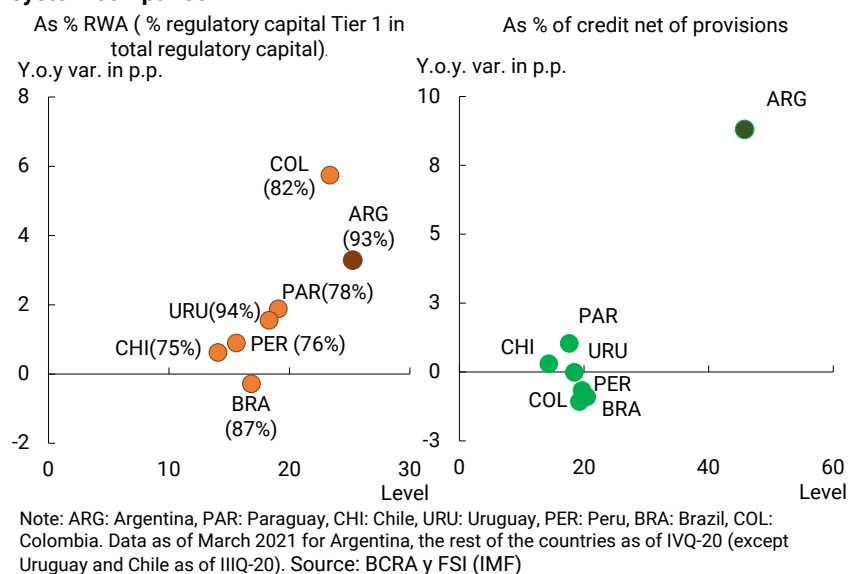 As % RWA ( % regulatory capital Tier 1 in
total regulatory capital).
Y.o.y var. in p.p.
8
6
4
2
0
-2
0
10
20
30
Level
COL
(82%)
ARG
(93%)
PAR(78%)
URU(94%)
CHI(75%)
PER (76%)
BRA
(87%)
As % of credit net of provisions
Y.o.y. var. in p.p.
10
8
5
3
0
-3
0
20
40
60
Level
ARG
PAR
CHI
URU
PER
COL
BRA
Note: ARG: Argentina, PAR: Paraguay, CHI: Chile, URU: Uruguay, PER: Peru, BRA: Brazil, COL:
Colombia. Data as of March 2021 for Argentina, the rest of the countries as of IVQ-20 (except
Uruguay and Chile as of IIIQ-20). Source: BCRA y FSI (IMF)